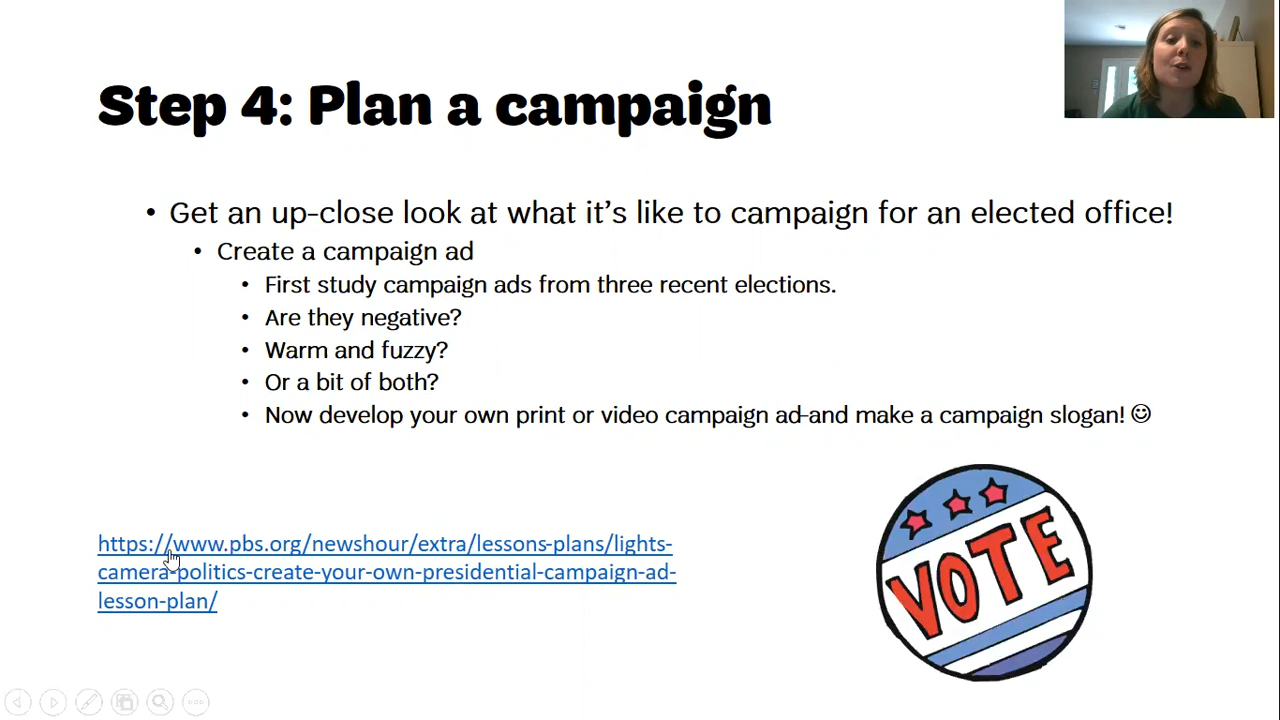 Step 4: Plan a campaign
• Get an up-close look at what it's like to campaign for an elected office!
• Create a campaign ad
• First study campaign ads from three recent elections.
• Are they negative?
• Warm and fuzzy?
• Or a bit of both?
• Now develop your own print or video campaign ad-and make a campaign slogan! ☺
https://www.pbs.org/newshour/extra/lessons-plans/lights-
camera-politics-create-your-own-presidential-campaign-ad-
lesson-plan/
VOTE